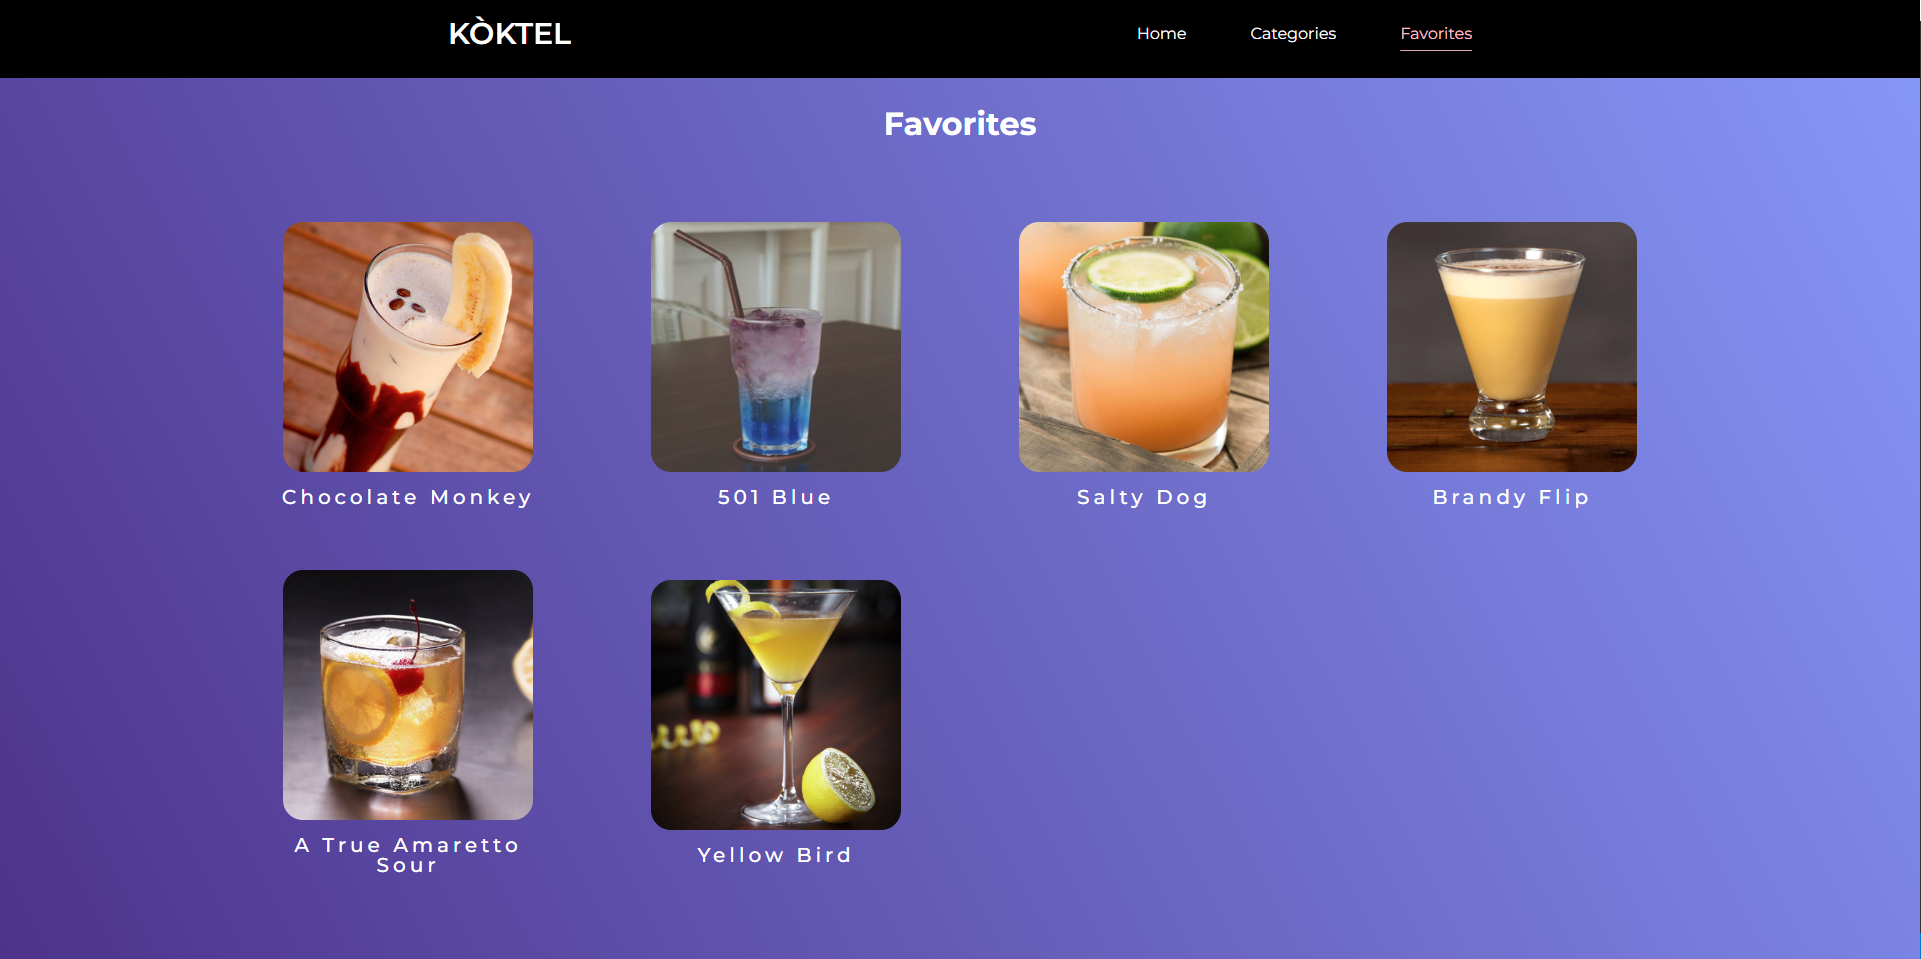 KÒKTEL
Home
Categories
Favorites
Favorites
Chocolate Monkey
501 Blue
Salty Dog
Brandy Flip
A True Amaretto
Sour
Yellow Bird